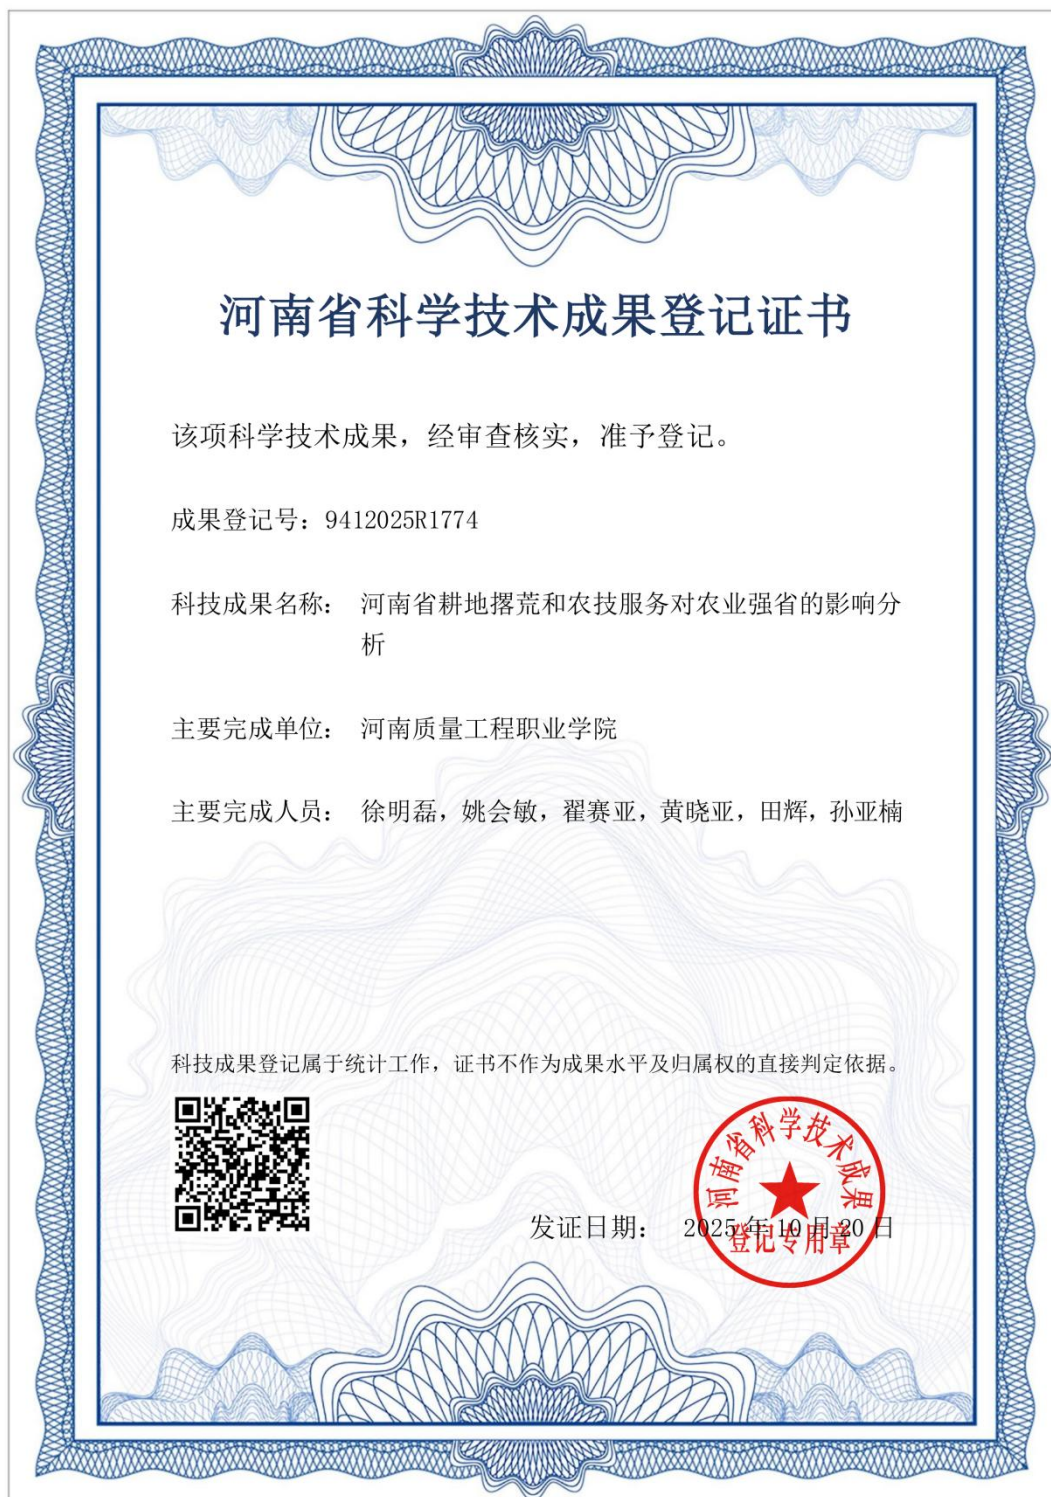 河南省科学技术成果登记证书
该项科学技术成果，经审查核实，准予登记。
成果登记号：9412025R1774
科技成果名称： 河南省耕地撂荒和农技服务对农业强省的影响分
析
主要完成单位： 河南质量工程职业学院
主要完成人员： 徐明磊，姚会敏，翟赛亚，黄晓亚，田辉，孙亚楠
科技成果登记属于统计工作，证书不作为成果水平及归属权的直接判定依据。
河南省科学技术成果
发证日期： 2025 年 10 月 20 日
登记专用章